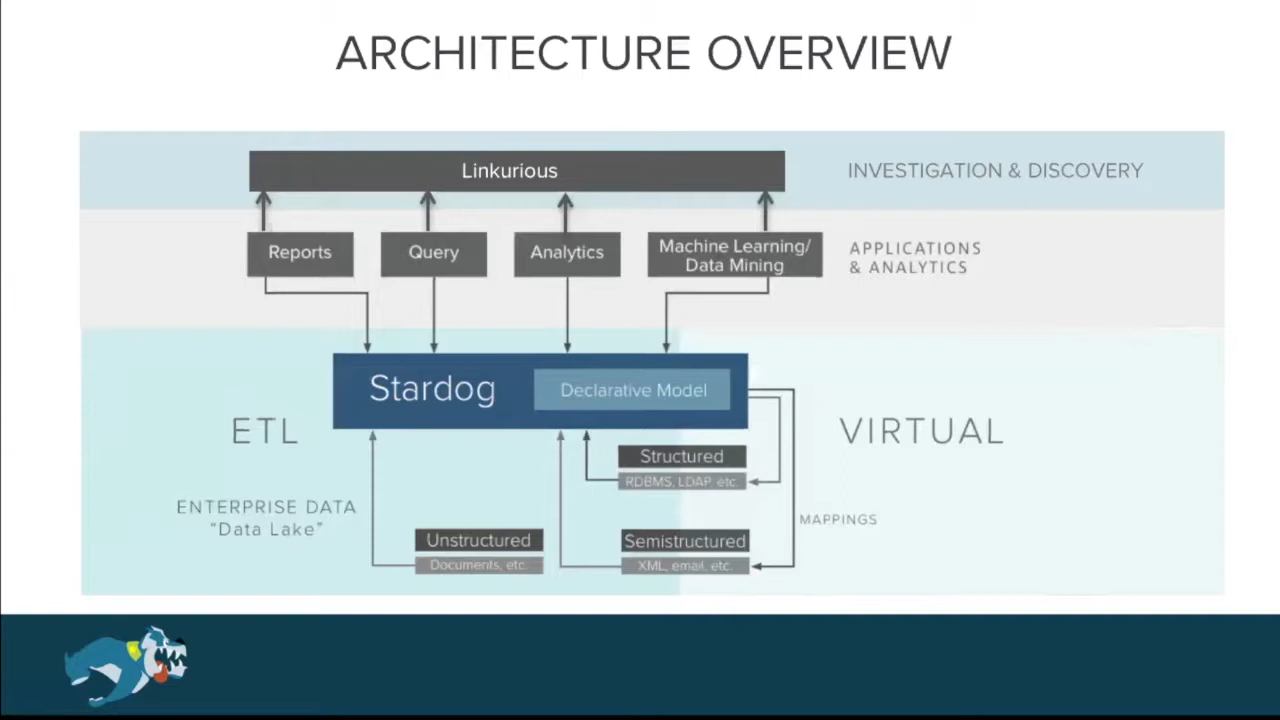 ARCHITECTURE OVERVIEW
Linkurious
INVESTIGATION & DISCOVERY
Reports
Query
Analytics
Machine Learning/
Data Mining
APPLICATIONS
& ANALYTICS
Stardog
Declarative Model
ETL
VIRTUAL
Structured
RDBMS, LDAP, etc.
ENTERPRISE DATA
"Data Lake"
MAPPINGS
Unstructured
Documents, etc.
Semistructured
XML, email, etc.